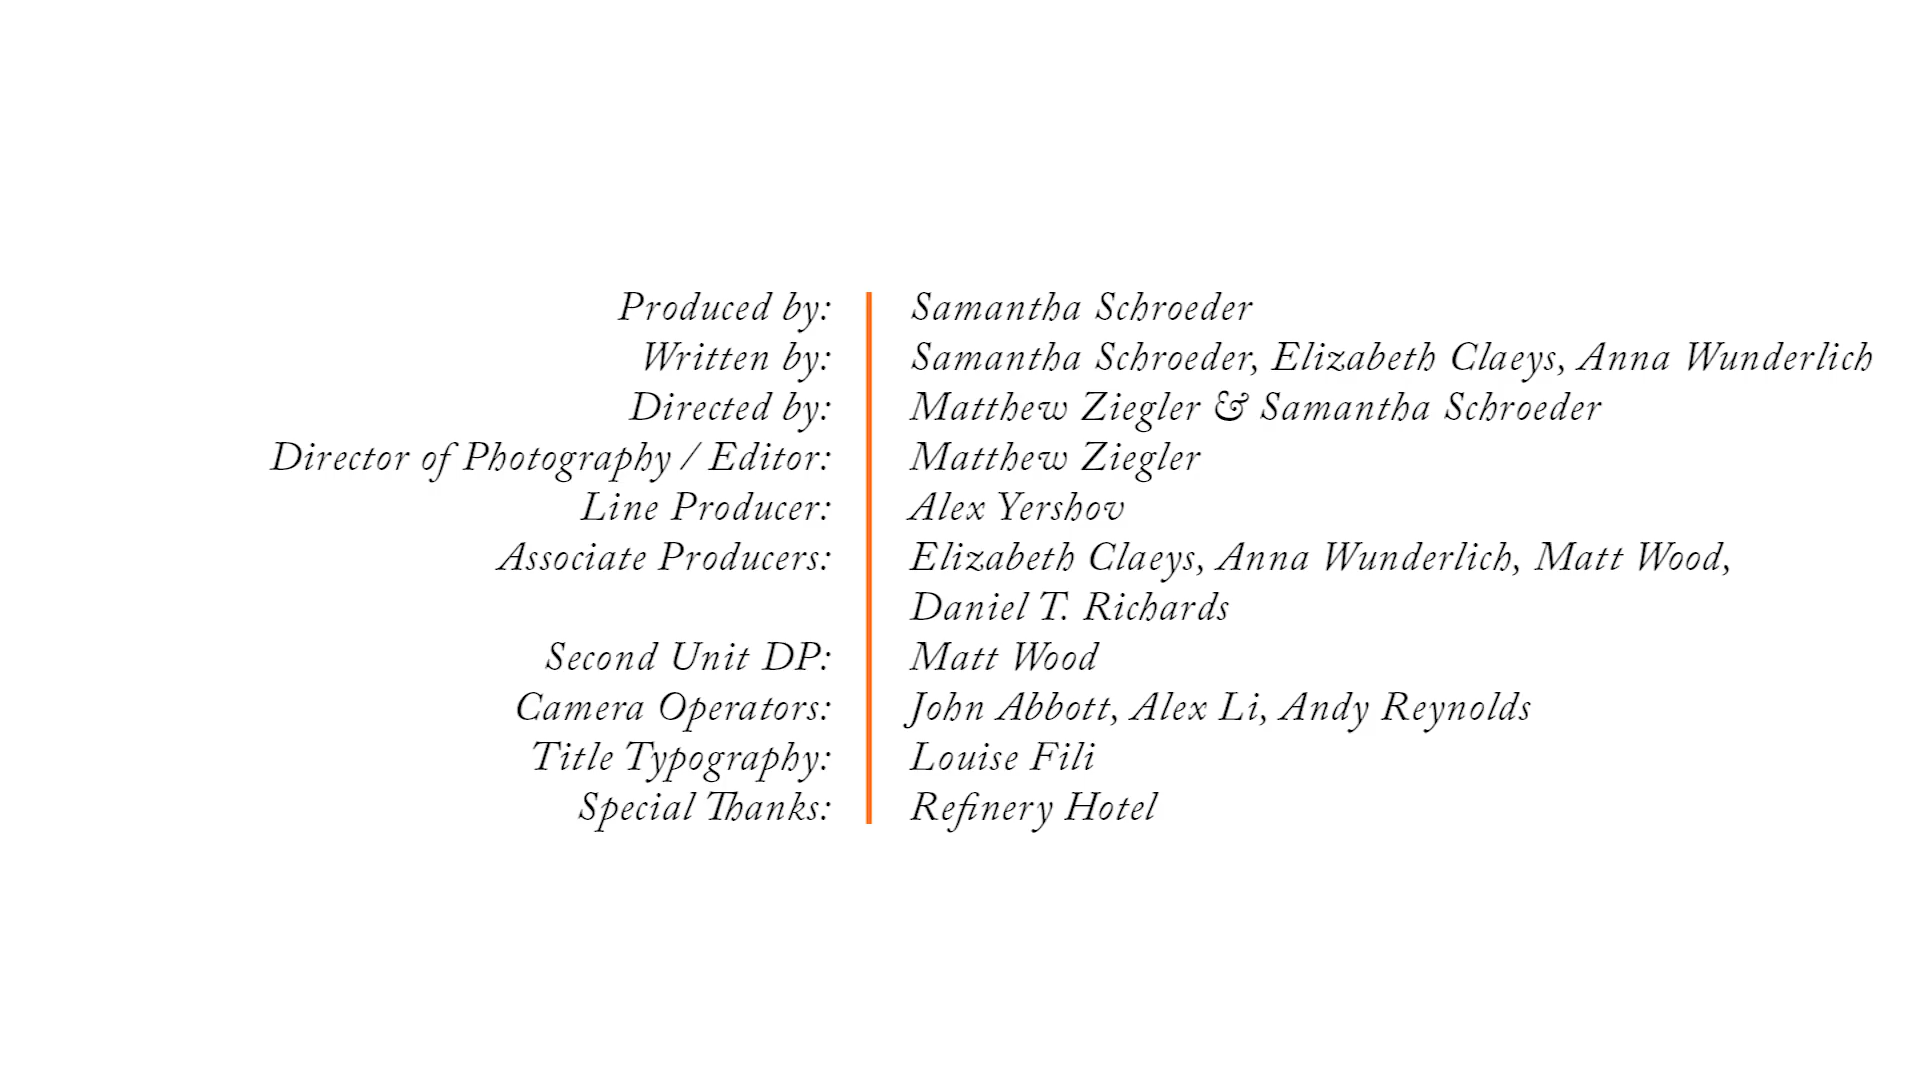 Produced by: Samantha Schroeder
Written by: Samantha Schroeder, Elizabeth Claeys, Anna Wunderlich
Directed by: Matthew Ziegler & Samantha Schroeder
Director of Photography / Editor: Matthew Ziegler
Line Producer: Alex Yershov
Associate Producers: Elizabeth Claeys, Anna Wunderlich, Matt Wood,
Daniel T. Richards
Second Unit DP: Matt Wood
Camera Operators: John Abbott, Alex Li, Andy Reynolds
Title Typography: Louise Fili
Special Thanks: Refinery Hotel